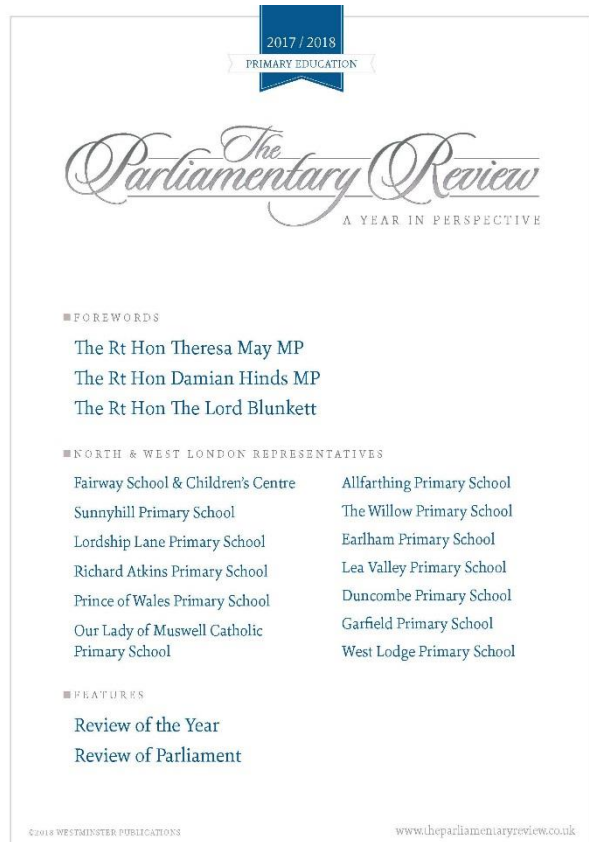 2017 / 2018
PRIMARY EDUCATION
The
Parliamentary Review
A YEAR IN PERSPECTIVE
FOREWORDS
The Rt Hon Theresa May MP
The Rt Hon Damian Hinds MP
The Rt Hon The Lord Blunkett
NORTH & WEST LONDON REPRESENTATIVES
Fairway School & Children's Centre
Sunnyhill Primary School
Lordship Lane Primary School
Richard Atkins Primary School
Prince of Wales Primary School
Our Lady of Muswell Catholic
Primary School
Allfarthing Primary School
The Willow Primary School
Earlham Primary School
Lea Valley Primary School
Duncombe Primary School
Garfield Primary School
West Lodge Primary School
FEATURES
Review of the Year
Review of Parliament
©2018 WESTMINSTER PUBLICATIONS
www.theparliamentaryreview.co.uk